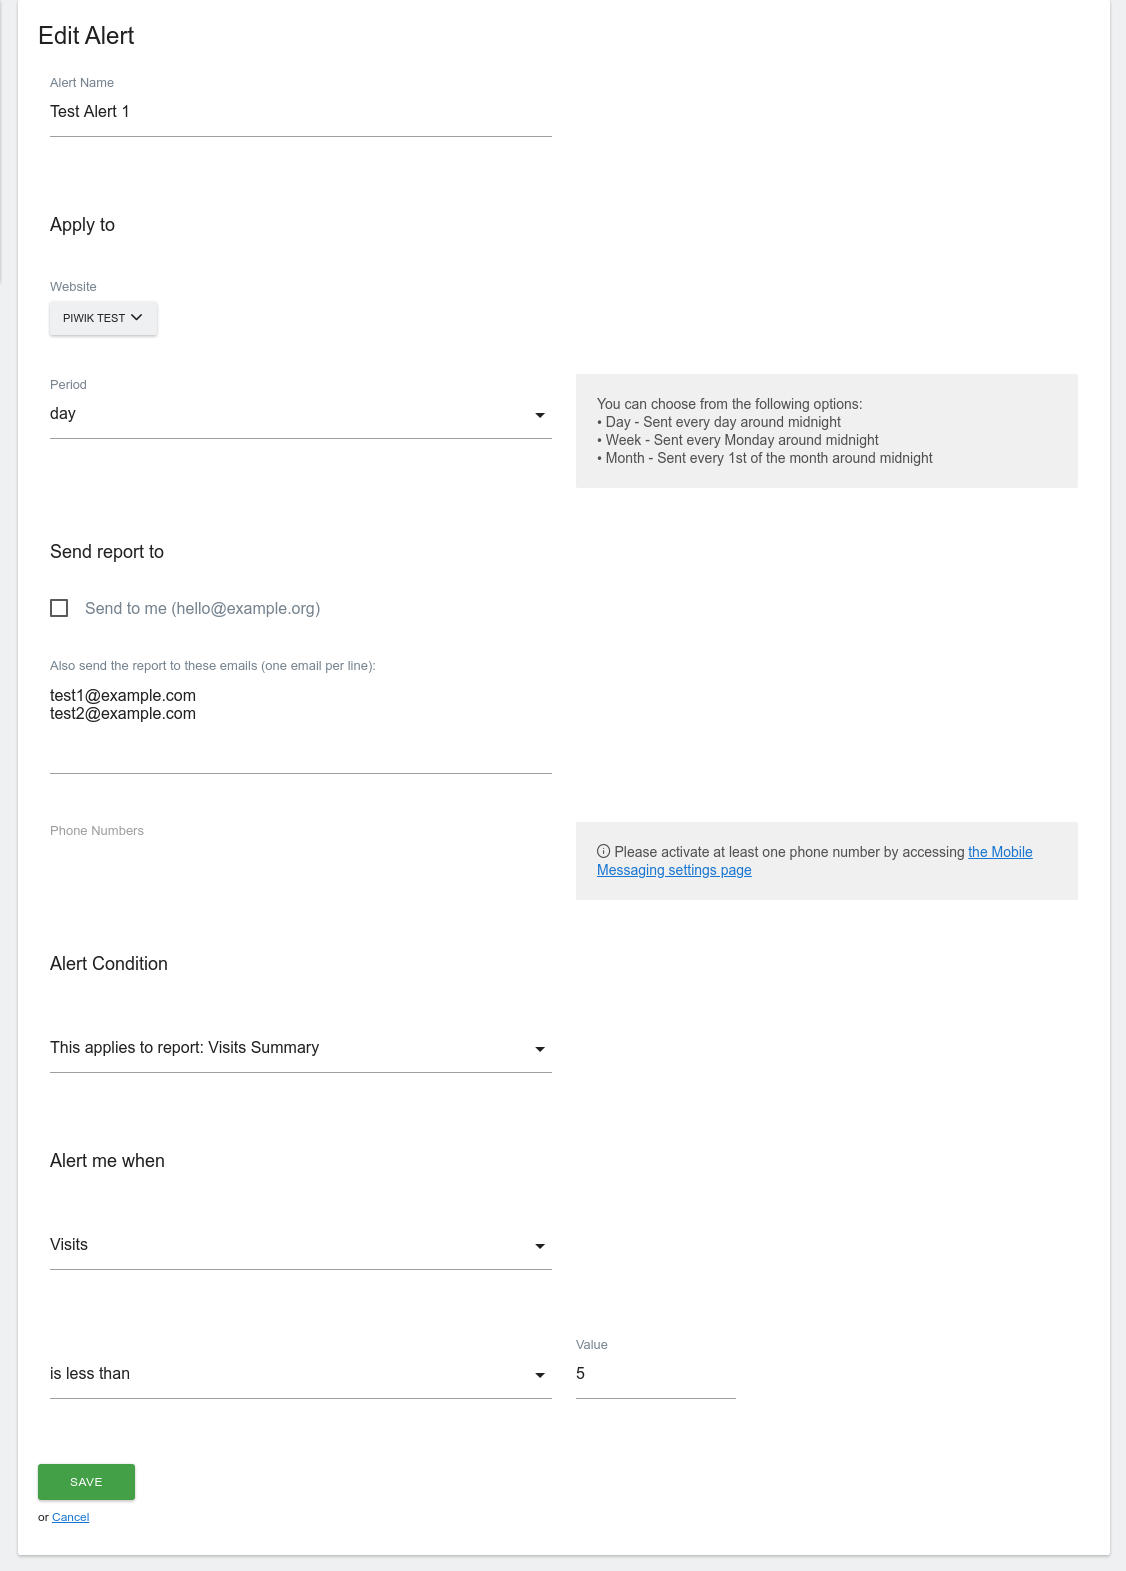 Edit Alert
Alert Name
Test Alert 1
Apply to
Website
PIWIK TEST
Period
day
You can choose from the following options:
• Day - Sent every day around midnight
• Week - Sent every Monday around midnight
• Month - Sent every 1st of the month around midnight
Send report to
Send to me (hello@example.org)
Also send the report to these emails (one email per line):
test1@example.com
test2@example.com
Phone Numbers
Please activate at least one phone number by accessing the Mobile
Messaging settings page
Alert Condition
This applies to report: Visits Summary
Alert me when
Visits
Value
is less than
5
SAVE
or Cancel